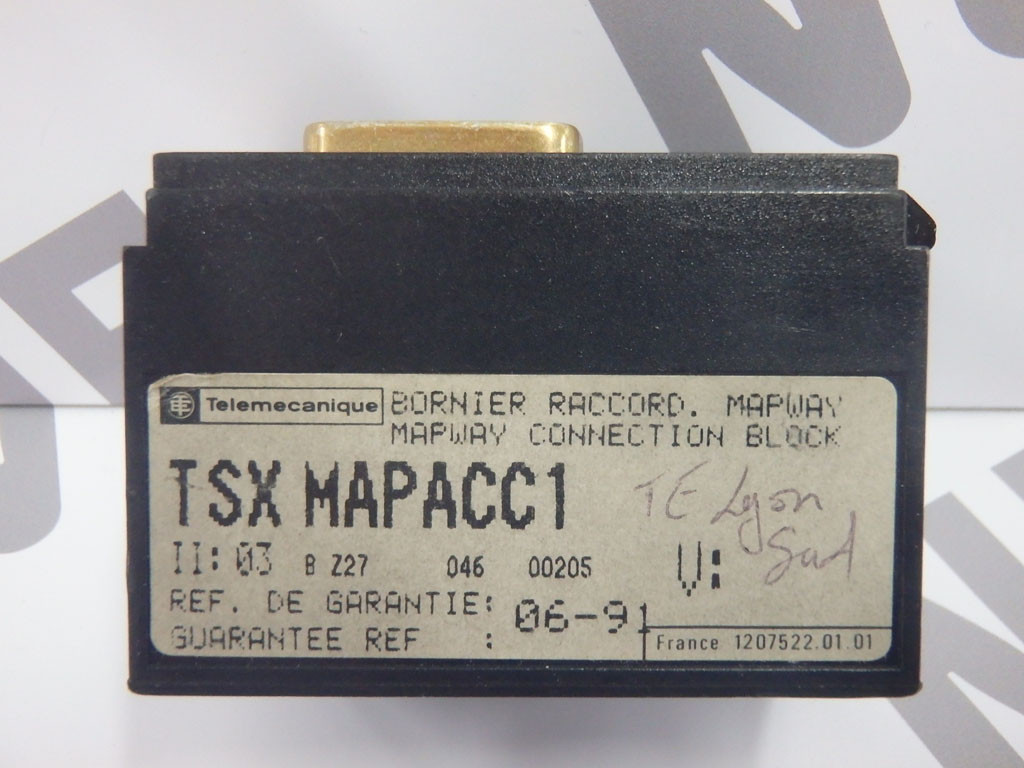 Telemecanique BORNIER RACCORD. MAPWAY
MAPWAY CONNECTION BLOCK
TSX MAPACC1
TE Lyon
Sud
II: 03 B Z27 046 00205 V:
REF. DE GARANTIE: 06-91
GUARANTEE REF :
France 1207522.01.01